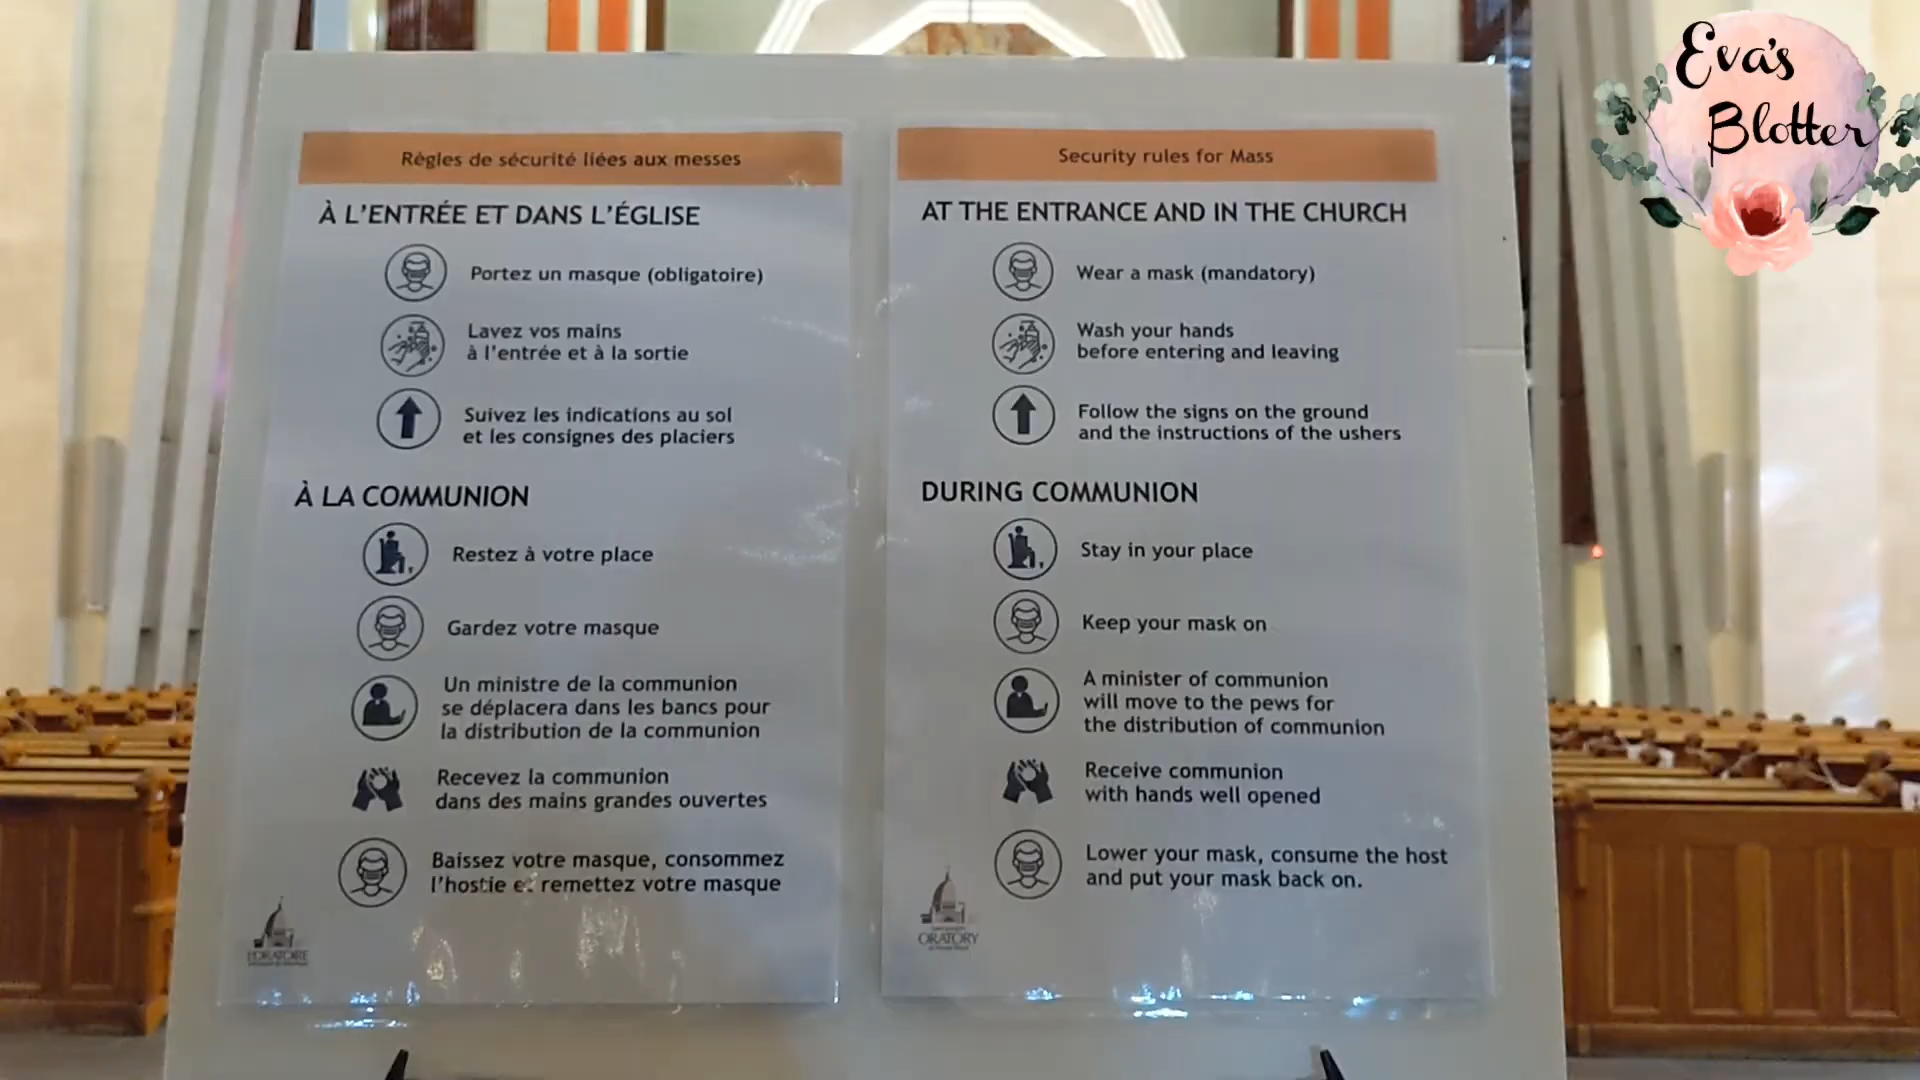 Eva's
Blotter
Règles de sécurité liées aux messes
À L'ENTRÉE ET DANS L'ÉGLISE
Portez un masque (obligatoire)
Lavez vos mains
à l'entrée et à la sortie
Suivez les indications au sol
et les consignes des placiers
À LA COMMUNION
Restez à votre place
Gardez votre masque
Un ministre de la communion
se déplacera dans les bancs pour
la distribution de la communion
Recevez la communion
dans des mains grandes ouvertes
Baissez votre masque, consommez
l'hostie et remettez votre masque
L'ORATOIRE
Security rules for Mass
AT THE ENTRANCE AND IN THE CHURCH
Wear a mask (mandatory)
Wash your hands
before entering and leaving
Follow the signs on the ground
and the instructions of the ushers
DURING COMMUNION
Stay in your place
Keep your mask on
A minister of communion
will move to the pews for
the distribution of communion
Receive communion
with hands well opened
Lower your mask, consume the host
and put your mask back on.
ORATORY